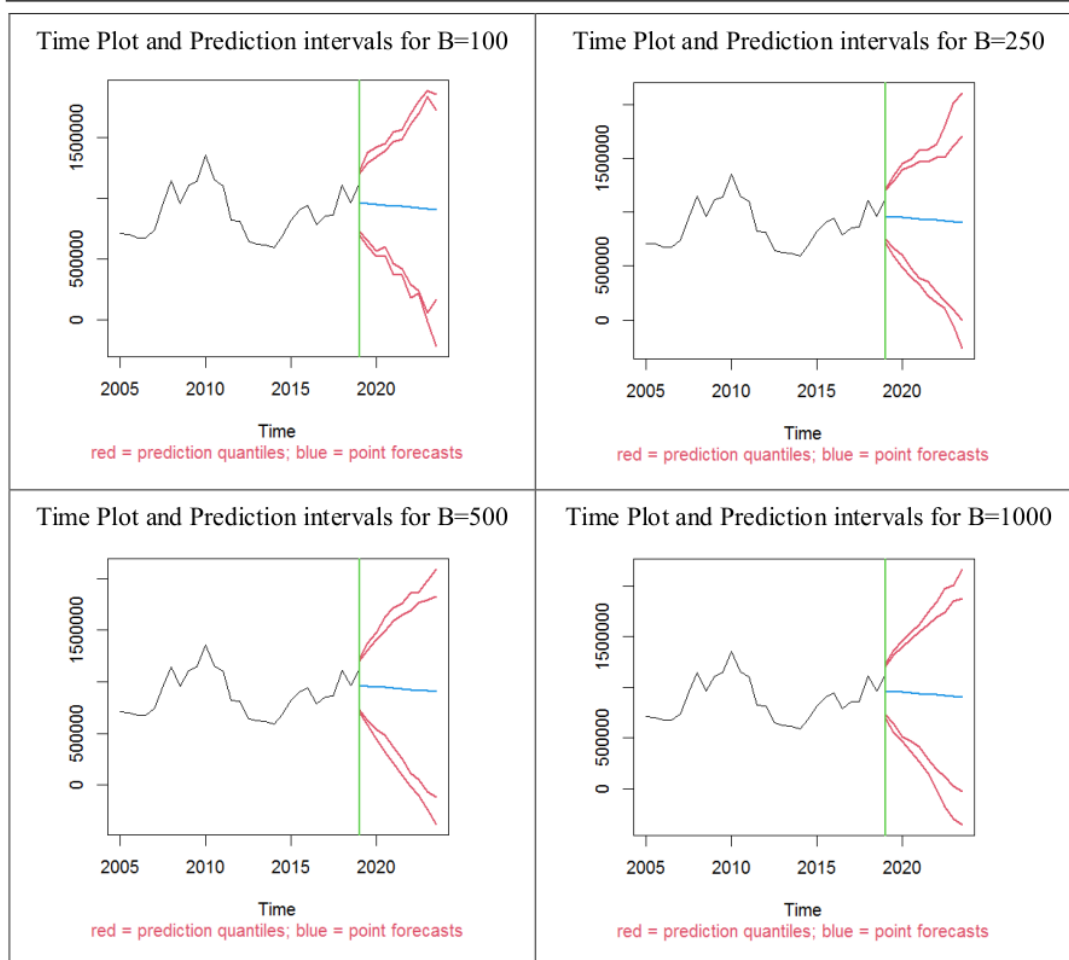 Time Plot and Prediction intervals for B=100
1500000
500000
0
2005 2010 2015 2020
Time
red = prediction quantiles; blue = point forecasts
Time Plot and Prediction intervals for B=250
1500000
500000
0
2005 2010 2015 2020
Time
red = prediction quantiles; blue = point forecasts
Time Plot and Prediction intervals for B=500
1500000
500000
0
2005 2010 2015 2020
Time
red = prediction quantiles; blue = point forecasts
Time Plot and Prediction intervals for B=1000
1500000
500000
0
2005 2010 2015 2020
Time
red = prediction quantiles; blue = point forecasts